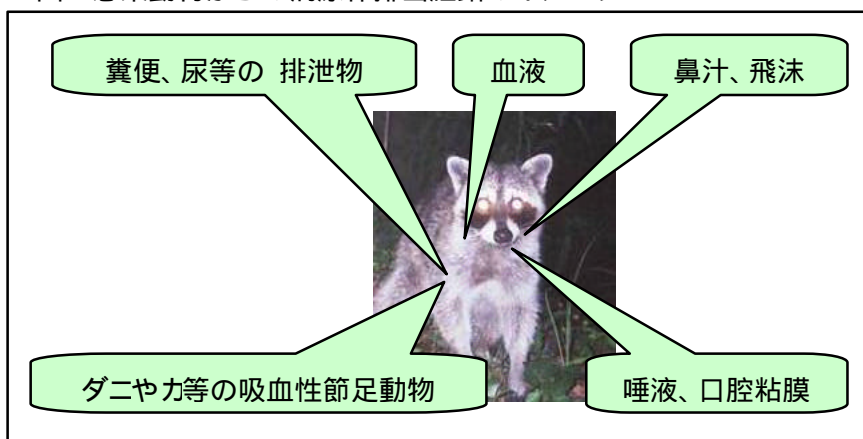 糞便、尿等の 排泄物
血液
鼻汁、飛沫
ダニやカ等の吸血性節足動物
唾液、口腔粘膜